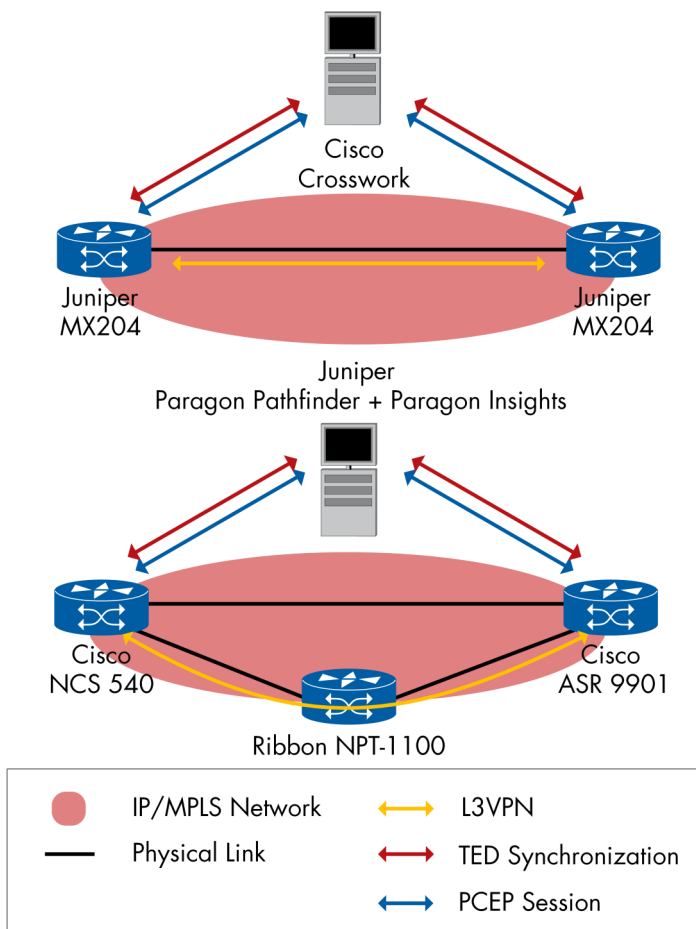 Cisco
Crosswork
Juniper
MX204
Juniper
MX204
Juniper
Paragon Pathfinder + Paragon Insights
Cisco
NCS 540
Cisco
ASR 9901
Ribbon NPT-1100
IP/MPLS Network
L3VPN
Physical Link
TED Synchronization
PCEP Session